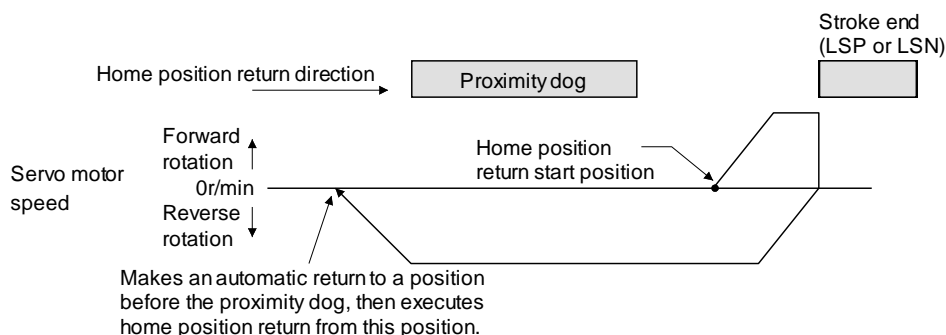 Stroke end
(LSP or LSN)
Home position return direction
Proximity dog
Forward
rotation
Home position
return start position
Servo motor
speed
0r/min
Reverse
rotation
Makes an automatic return to a position
before the proximity dog, then executes
home position return from this position.